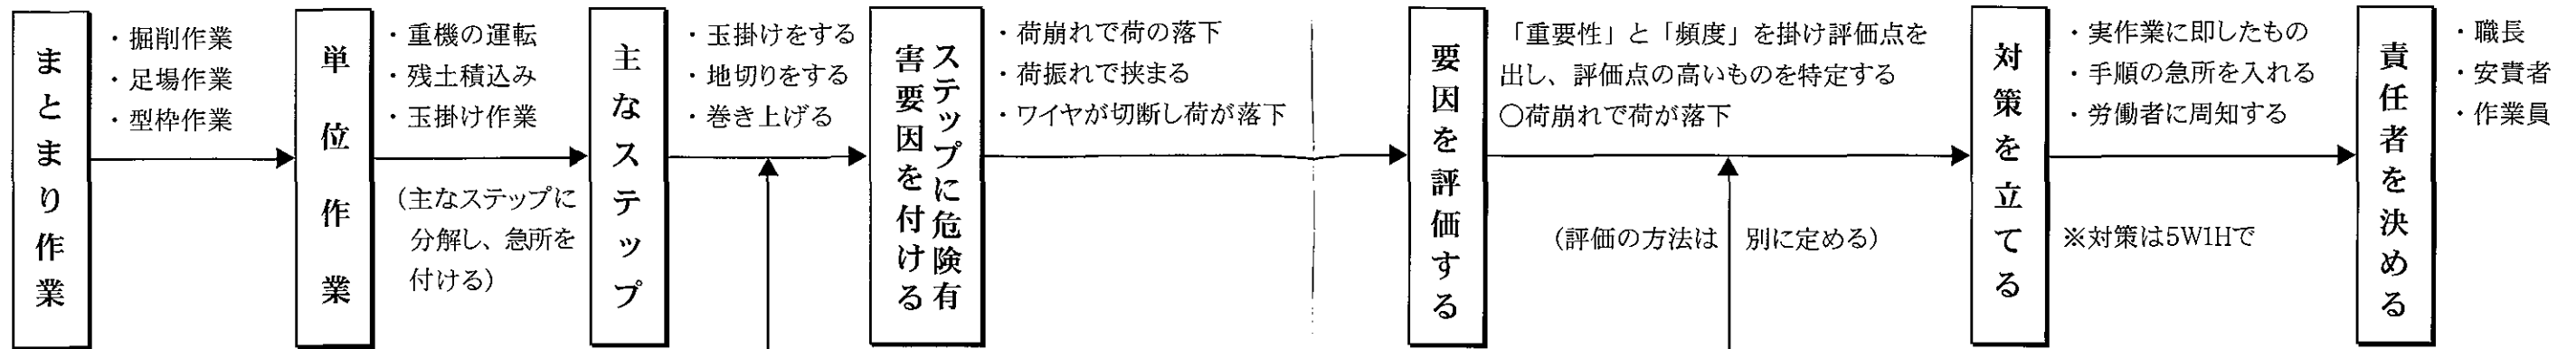 まとまり作業
・掘削作業
・足場作業
・型枠作業
単位作業
・重機の運転
・残土積込み
・玉掛け作業
（主なステップに
分解し、急所を
付ける）
主なステップ
・玉掛けをする
・地切りをする
・巻き上げる
ステップに危険有
害要因を付ける
・荷崩れで荷の落下
・荷振れで挟まる
・ワイヤが切断し荷が落下
要因を評価する
「重要性」と「頻度」を掛け評価点を
出し、評価点の高いものを特定する
〇荷崩れで荷が落下
（評価の方法は 別に定める）
対策を立てる
・実作業に即したもの
・手順の急所を入れる
・労働者に周知する
※対策は5W1Hで
責任者を決める
・職長
・安責者
・作業員